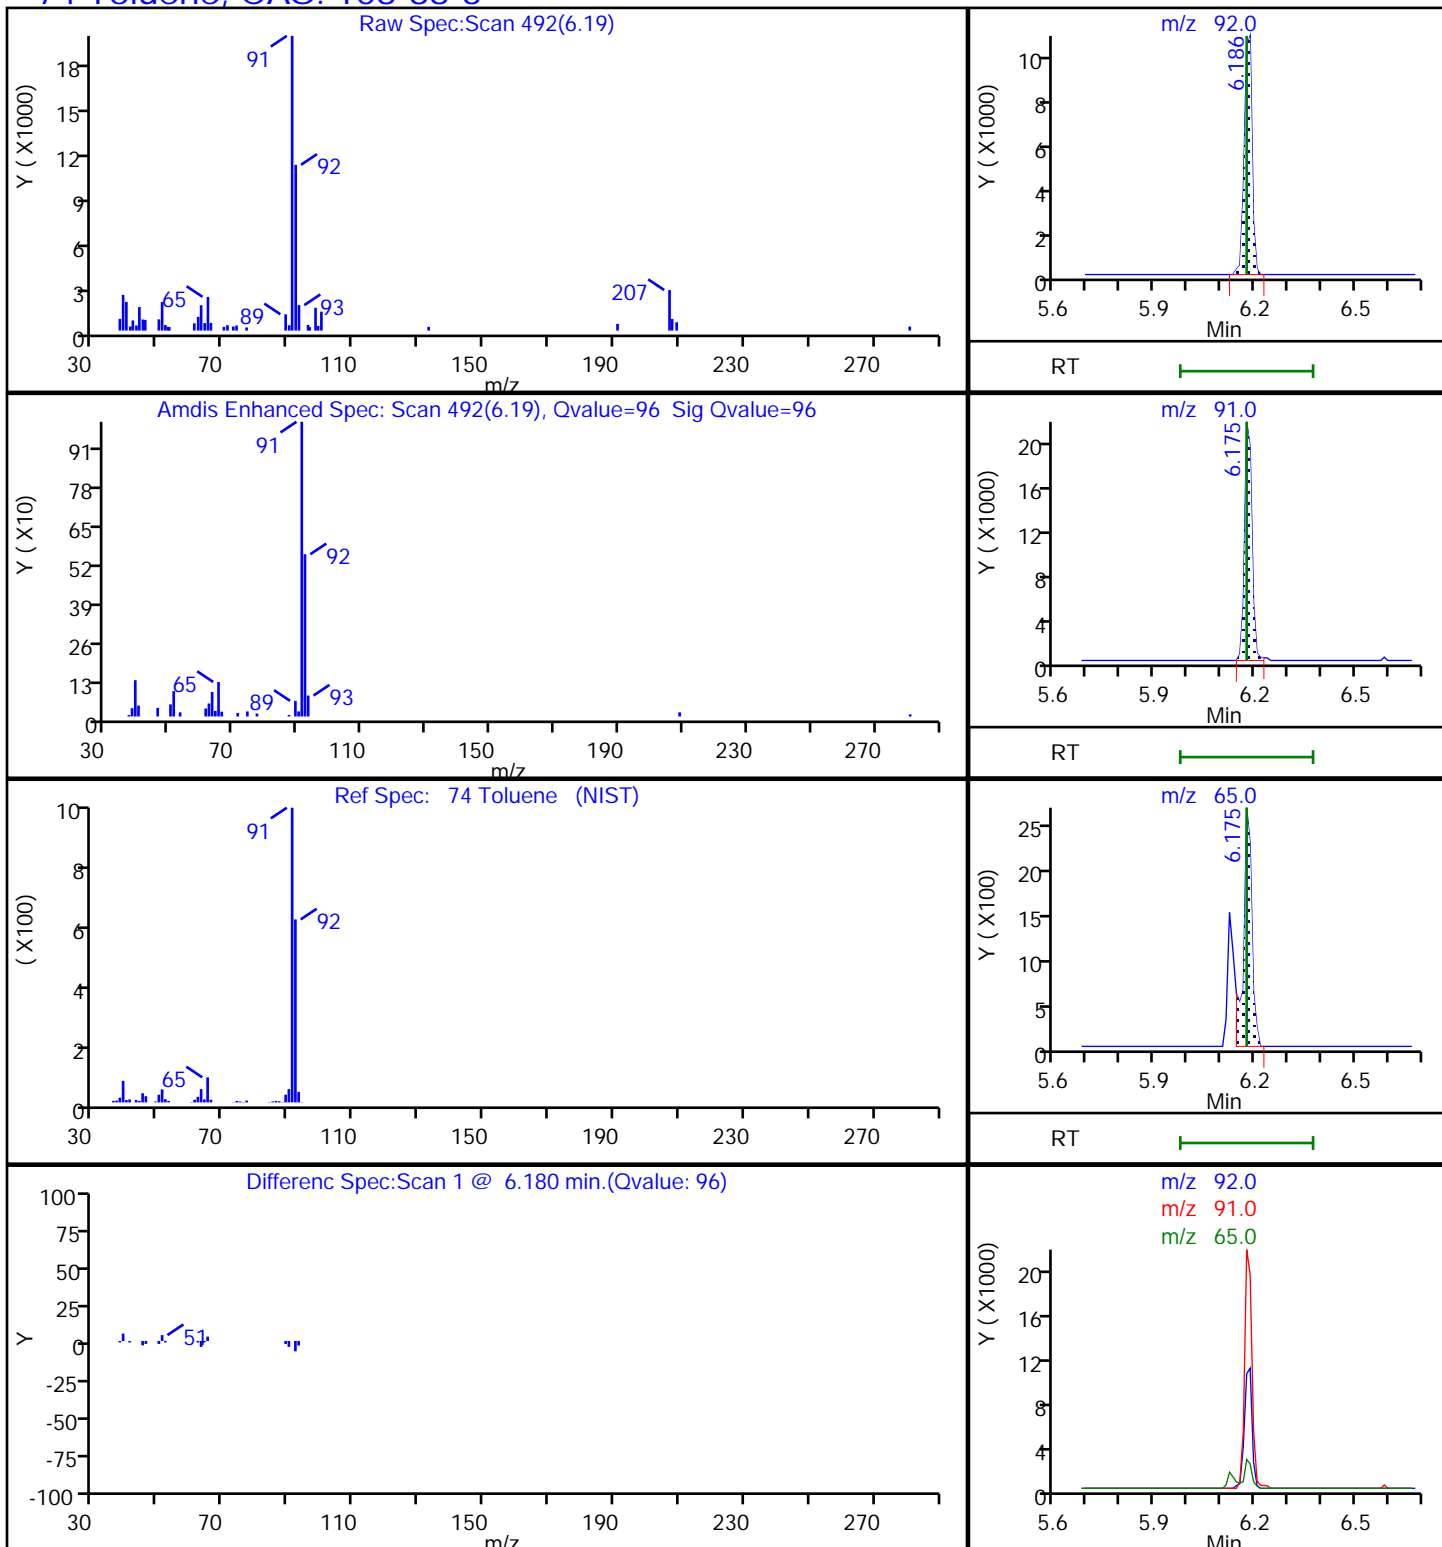 Raw Spec:Scan 492(6.19)
Y ( X1000)
18
15
12
9
6
3
0
91
92
65
89
93
207
30 70 110 150 190 230 270
m/z
m/z 92.0
Y ( X1000)
10
8
6
4
2
0
6.186
5.6 5.9 6.2 6.5
Min
RT
Amdis Enhanced Spec: Scan 492(6.19), Qvalue=96 Sig Qvalue=96
Y ( X10)
91
78
65
52
39
26
13
0
91
92
65
89
93
30 70 110 150 190 230 270
m/z
m/z 91.0
Y ( X1000)
20
16
12
8
4
0
6.175
5.6 5.9 6.2 6.5
Min
RT
Ref Spec: 74 Toluene (NIST)
( X100)
10
8
6
4
2
0
91
92
65
30 70 110 150 190 230 270
m/z 65.0
Y ( X100)
25
20
15
10
5
0
6.175
5.6 5.9 6.2 6.5
Min
RT
Differenc Spec:Scan 1 @ 6.180 min.(Qvalue: 96)
Y
100
75
50
25
0
-25
-50
-75
-100
51
30 70 110 150 190 230 270
m/z
m/z 92.0
m/z 91.0
m/z 65.0
Y ( X1000)
20
16
12
8
4
0
5.6 5.9 6.2 6.5
Min